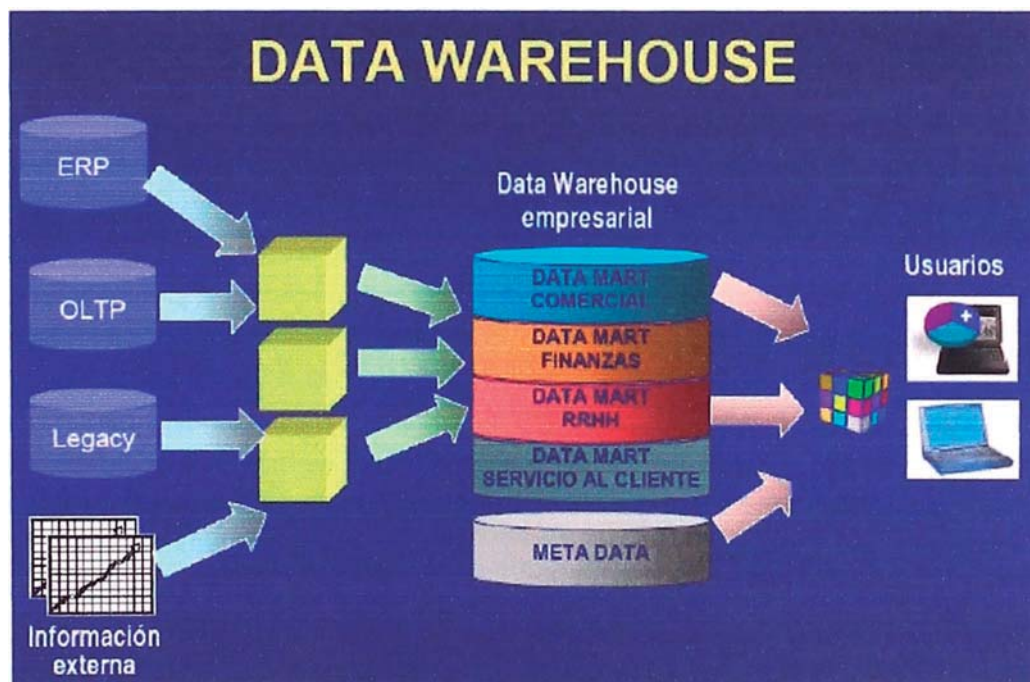 DATA WAREHOUSE
ERP
OLTP
Legacy
Información
externa
Data Warehouse
empresarial
DATA MART
COMERCIAL
DATA MART
FINANZAS
DATA MART
RRHH
DATA MART
SERVICIO AL CLIENTE
META DATA
Usuarios